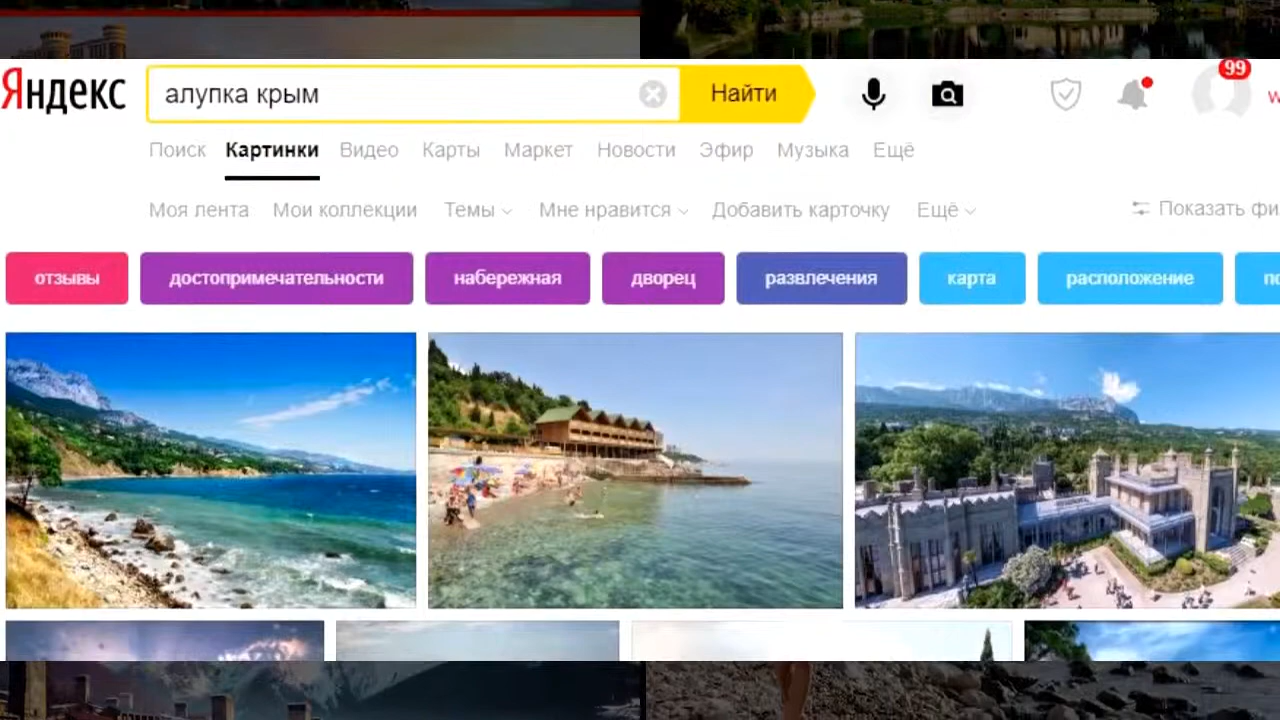 Яндекс алупка крым Найти 99
Поиск Картинки Видео Карты Маркет Новости Эфир Музыка Ещё
Моя лента Мои коллекции Темы Мне нравится Добавить карточку Ещё Показать
отзывы достопримечательности набережная дворец развлечения карта расположение